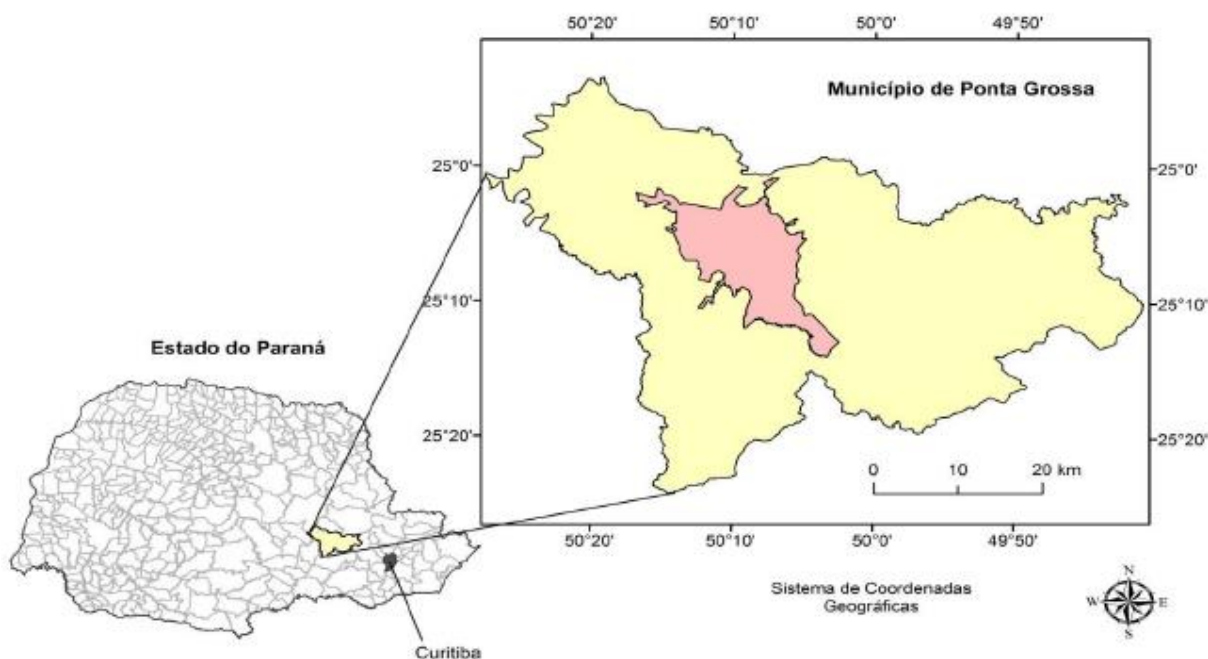 50°20' 50°10' 50°0' 49°50'
Município de Ponta Grossa
25°0' 25°0'
25°10' 25°10'
Estado do Paraná
25°20' 25°20'
0 10 20 km
50°20' 50°10' 50°0' 49°50'
Sistema de Coordenadas
Geográficas
N
W E
S
Curitiba